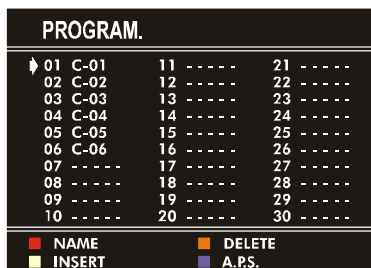 PROGRAM.
01 C-01 11 - - - - - 21 - - - - -
02 C-02 12 - - - - - 22 - - - - -
03 C-03 13 - - - - - 23 - - - - -
04 C-04 14 - - - - - 24 - - - - -
05 C-05 15 - - - - - 25 - - - - -
06 C-06 16 - - - - - 26 - - - - -
07 - - - - - 17 - - - - - 27 - - - - -
08 - - - - - 18 - - - - - 28 - - - - -
09 - - - - - 19 - - - - - 29 - - - - -
10 - - - - - 20 - - - - - 30 - - - - -
NAME DELETE
INSERT A.P.S.